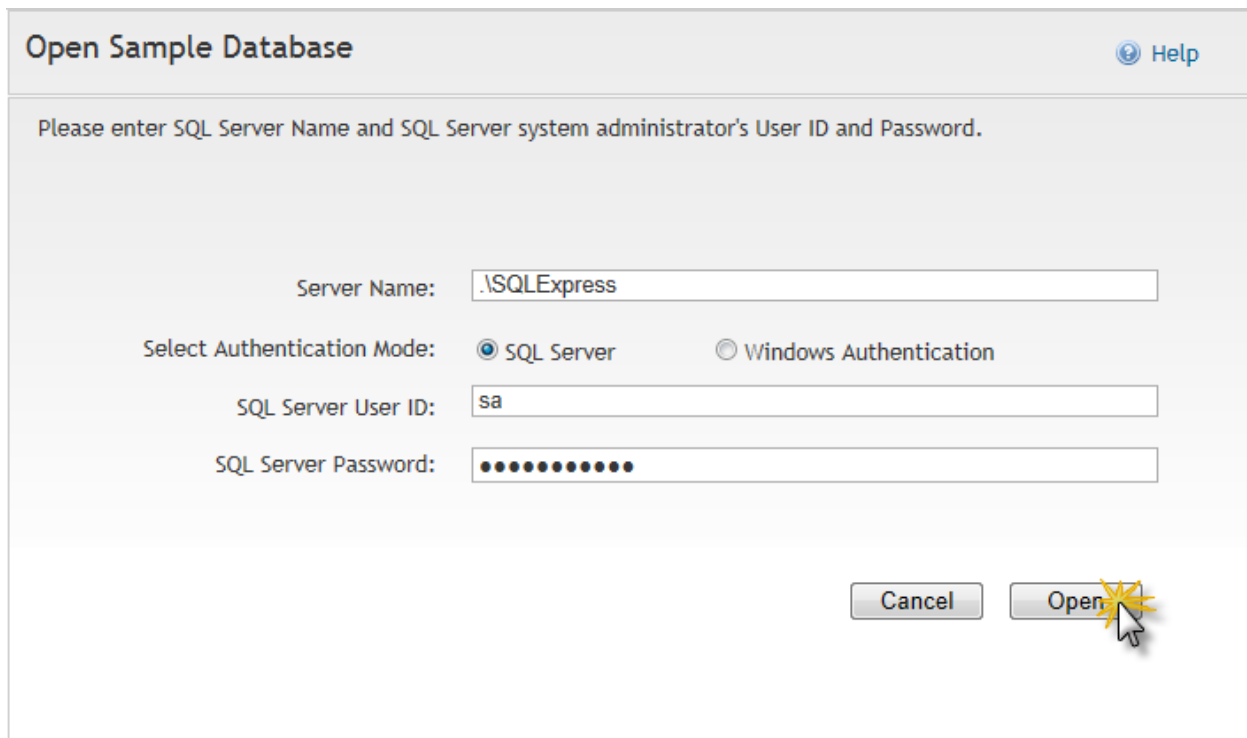 Open Sample Database
Help
Please enter SQL Server Name and SQL Server system administrator's User ID and Password.
Server Name: .\SQLExpress
Select Authentication Mode: SQL Server Windows Authentication
SQL Server User ID: sa
SQL Server Password: ●●●●●●●●●●●
Cancel Open